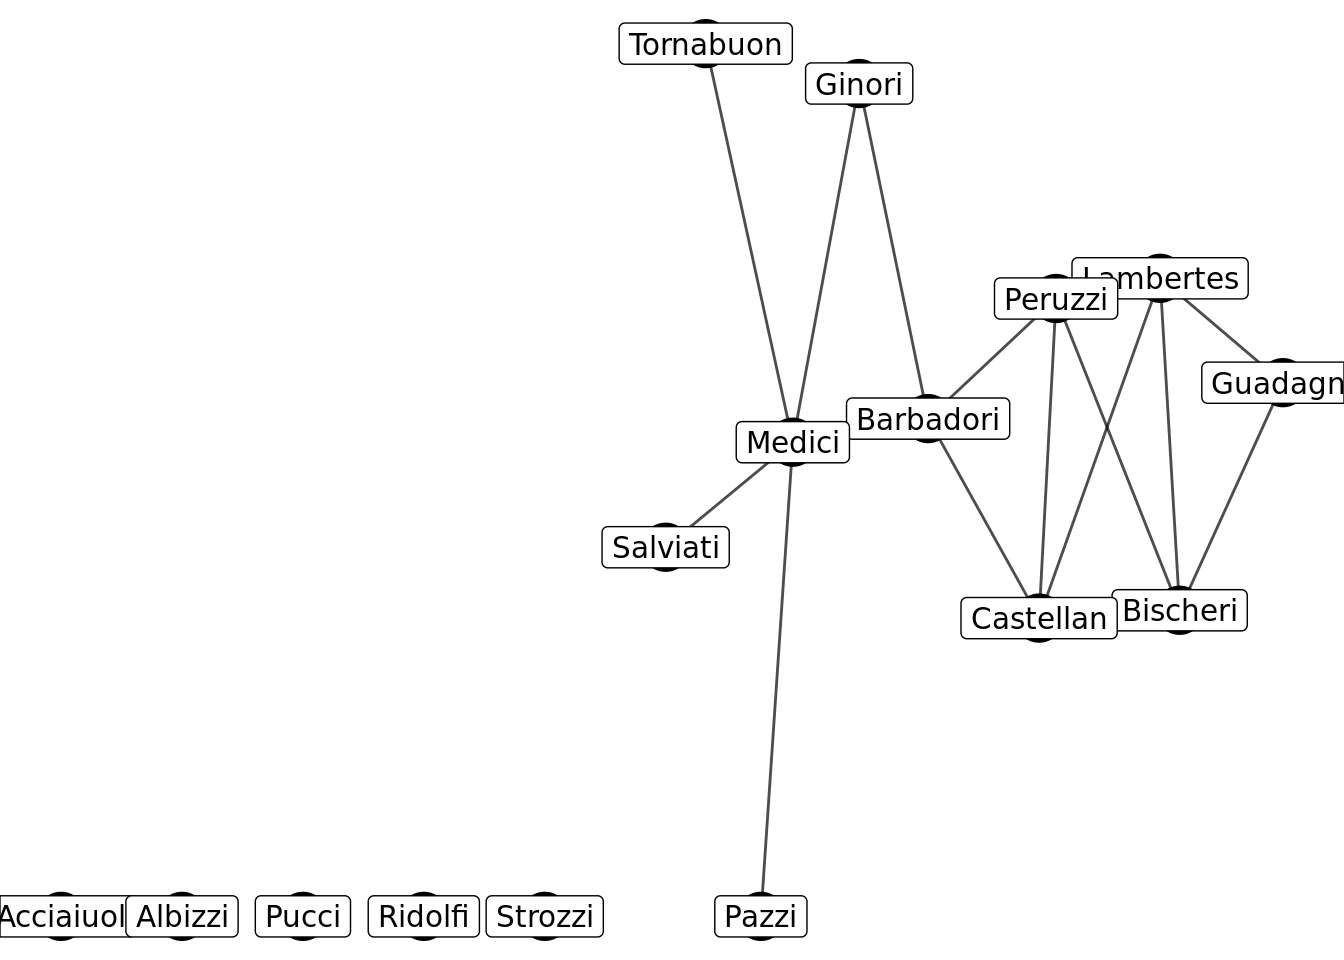 Tornabuon
Ginori
Lambertes
Peruzzi
Guadagn
Barbadori
Medici
Salviati
Castellan
Bischeri
Acciaiuol
Albizzi
Pucci
Ridolfi
Strozzi
Pazzi